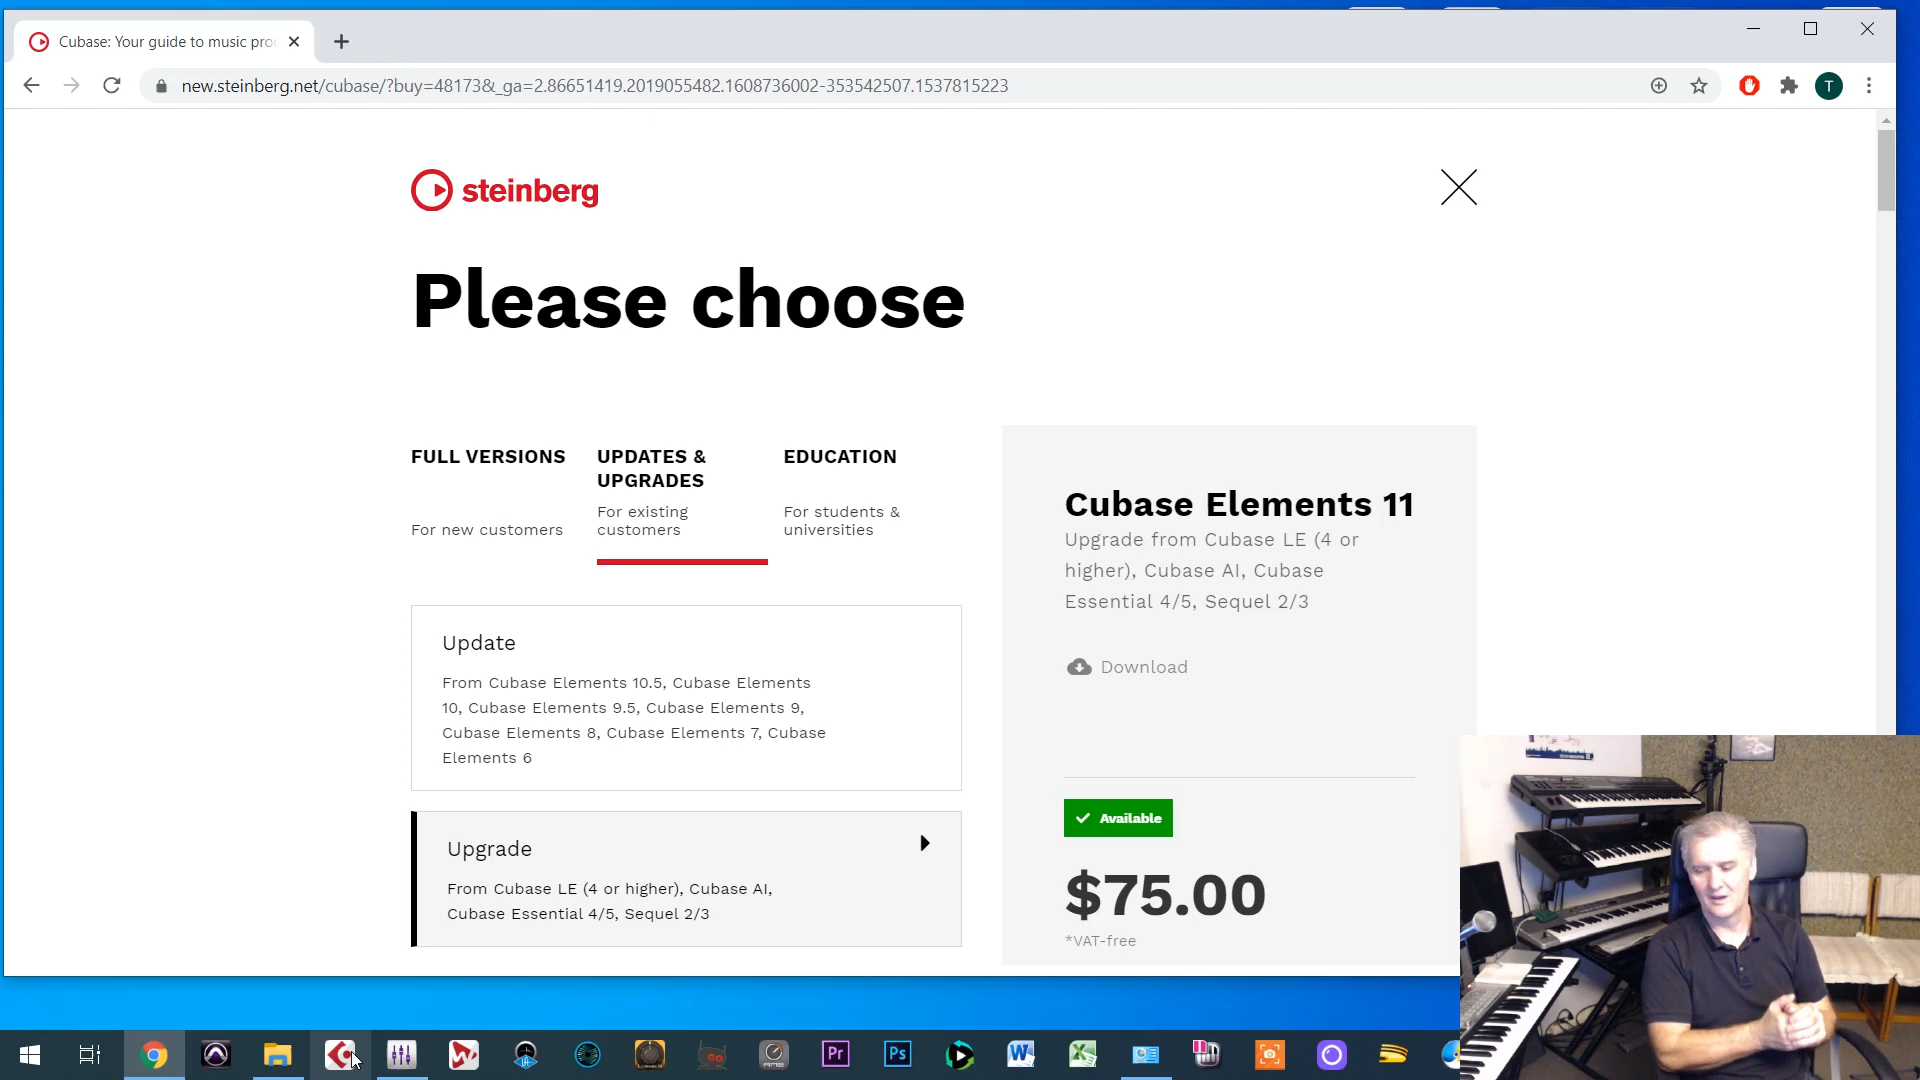 Cubase: Your guide to music pro
new.steinberg.net/cubase/?buy=48173&_ga=2.86651419.2019055482.1608736002-353542507.1537815223
T
steinberg
Please choose
FULL VERSIONS
For new customers
UPDATES &
UPGRADES
For existing
customers
EDUCATION
For students &
universities
Update
From Cubase Elements 10.5, Cubase Elements
10, Cubase Elements 9.5, Cubase Elements 9,
Cubase Elements 8, Cubase Elements 7, Cubase
Elements 6
Upgrade
From Cubase LE (4 or higher), Cubase AI,
Cubase Essential 4/5, Sequel 2/3
Cubase Elements 11
Upgrade from Cubase LE (4 or
higher), Cubase AI, Cubase
Essential 4/5, Sequel 2/3
Download
Available
$75.00
*VAT-free
Pr
Ps